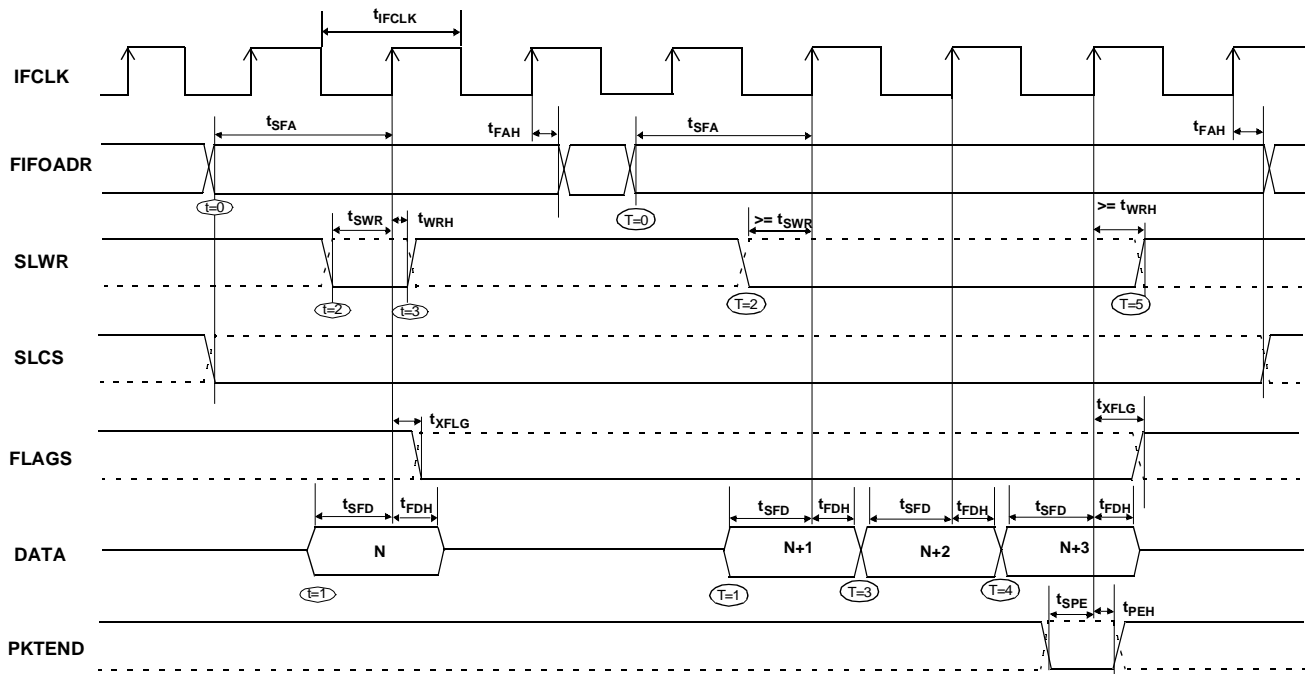 tIFCLK
IFCLK
tSFA
tFAH
tSFA
tFAH
FIFOADR
t=0
tSWR
tWRH
T=0
>= tSWR
>= tWRH
SLWR
t=2
t=3
T=2
T=5
SLCS
tXFLG
tXFLG
FLAGS
tSFD
tFDH
tSFD
tFDH
tSFD
tFDH
tSFD
tFDH
DATA
N
N+1
N+2
N+3
t=1
T=1
T=3
T=4
tSPE
tPEH
PKTEND